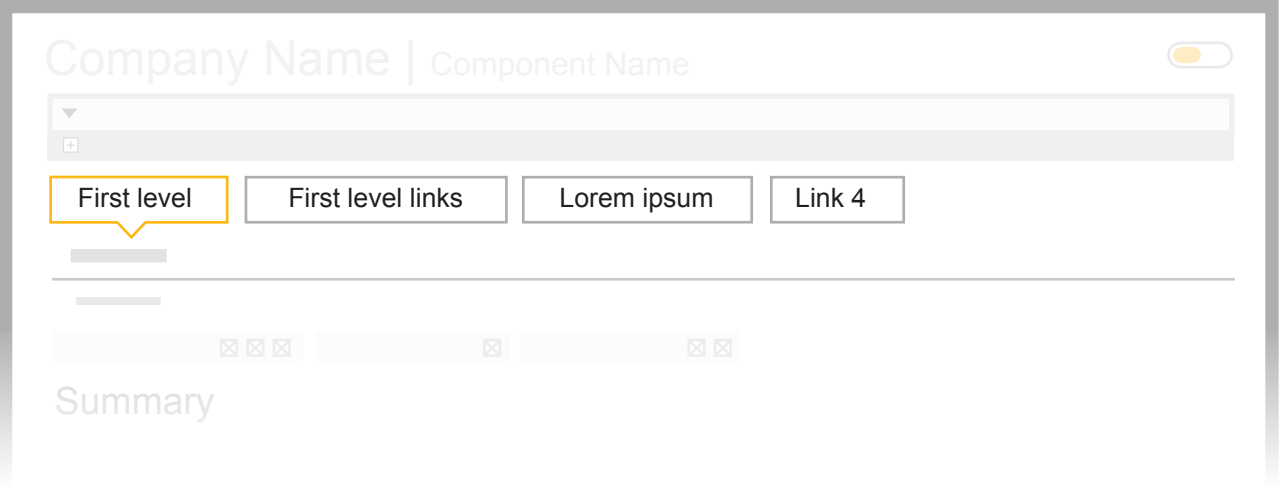 Company Name | Component Name
First level First level links Lorem ipsum Link 4
Summary